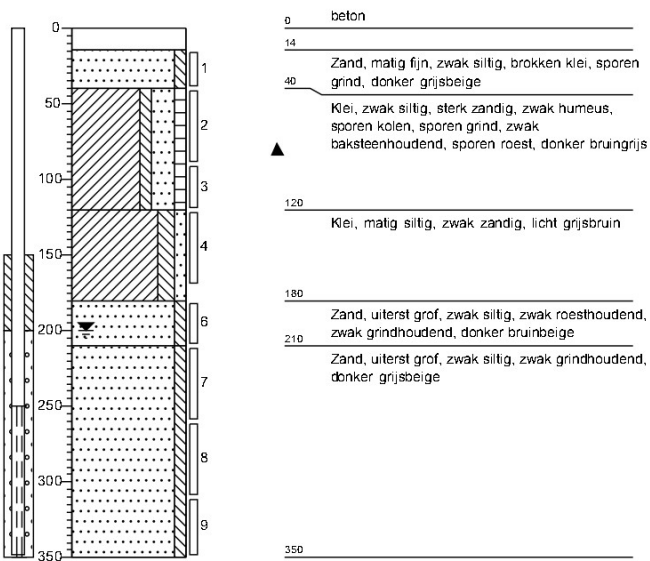 0
50
100
150
200
250
300
350
1
2
3
4
6
7
8
9
0
beton
14
Zand, matig fijn, zwak siltig, brokken klei, sporen
grind, donker grijsbeige
40
Klei, zwak siltig, sterk zandig, zwak humeus,
sporen kolen, sporen grind, zwak
baksteenhoudend, sporen roest, donker bruingrijs
120
Klei, matig siltig, zwak zandig, licht grijsbruin
180
Zand, uiterst grof, zwak siltig, zwak roesthoudend,
zwak grindhoudend, donker bruinbeige
210
Zand, uiterst grof, zwak siltig, zwak grindhoudend,
donker grijsbeige
350